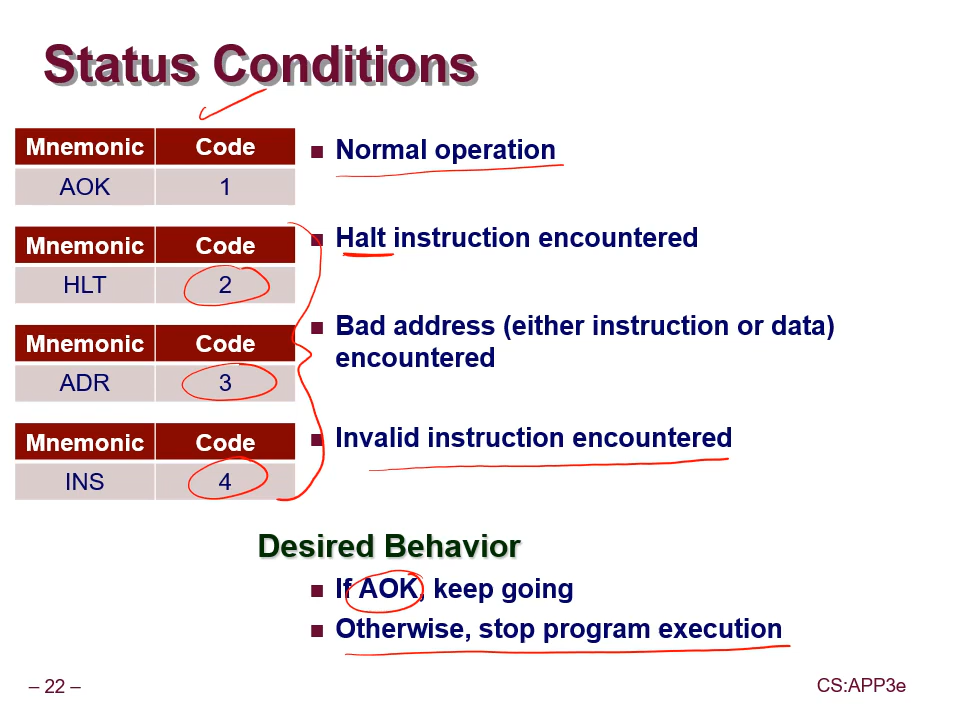 Status Conditions
Mnemonic Code
AOK 1
■ Normal operation
Mnemonic Code
HLT 2
■ Halt instruction encountered
Mnemonic Code
ADR 3
■ Bad address (either instruction or data)
encountered
Mnemonic Code
INS 4
■ Invalid instruction encountered
Desired Behavior
■ If AOK, keep going
■ Otherwise, stop program execution
– 22 –
CS:APP3e